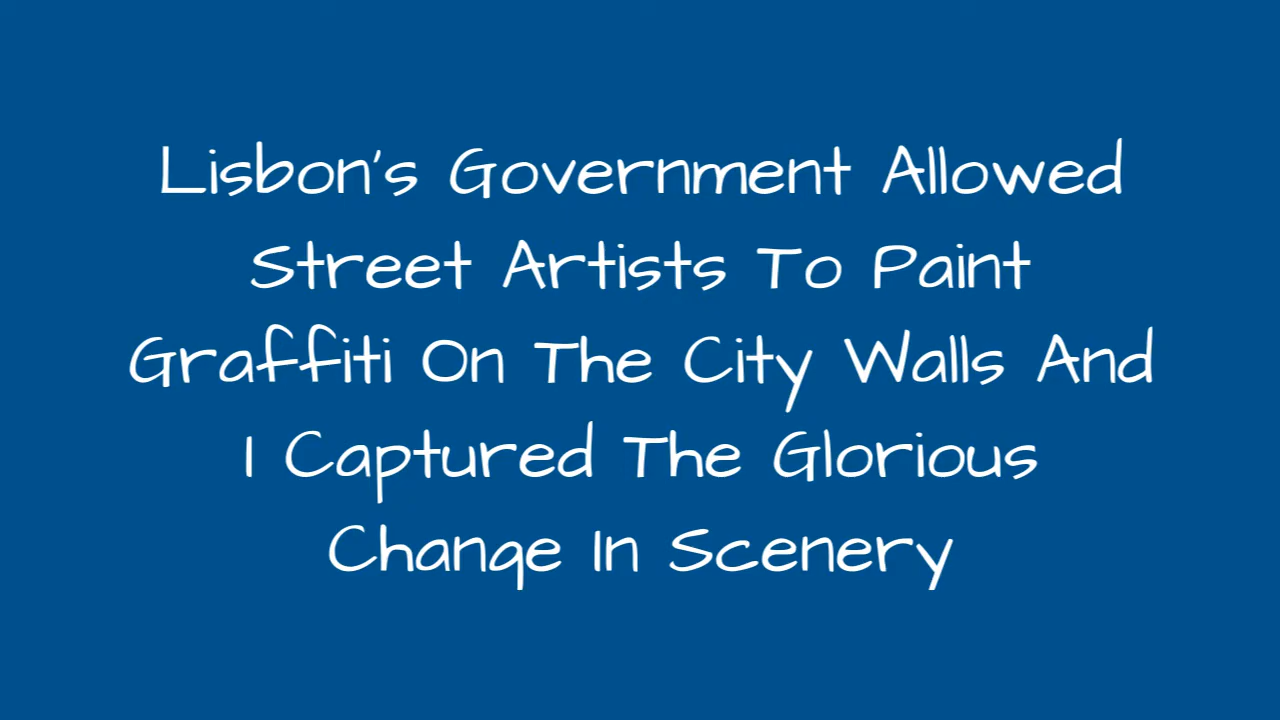 Lisbon's Government Allowed
Street Artists To Paint
Graffiti On The City Walls And
I Captured The Glorious
Change In Scenery